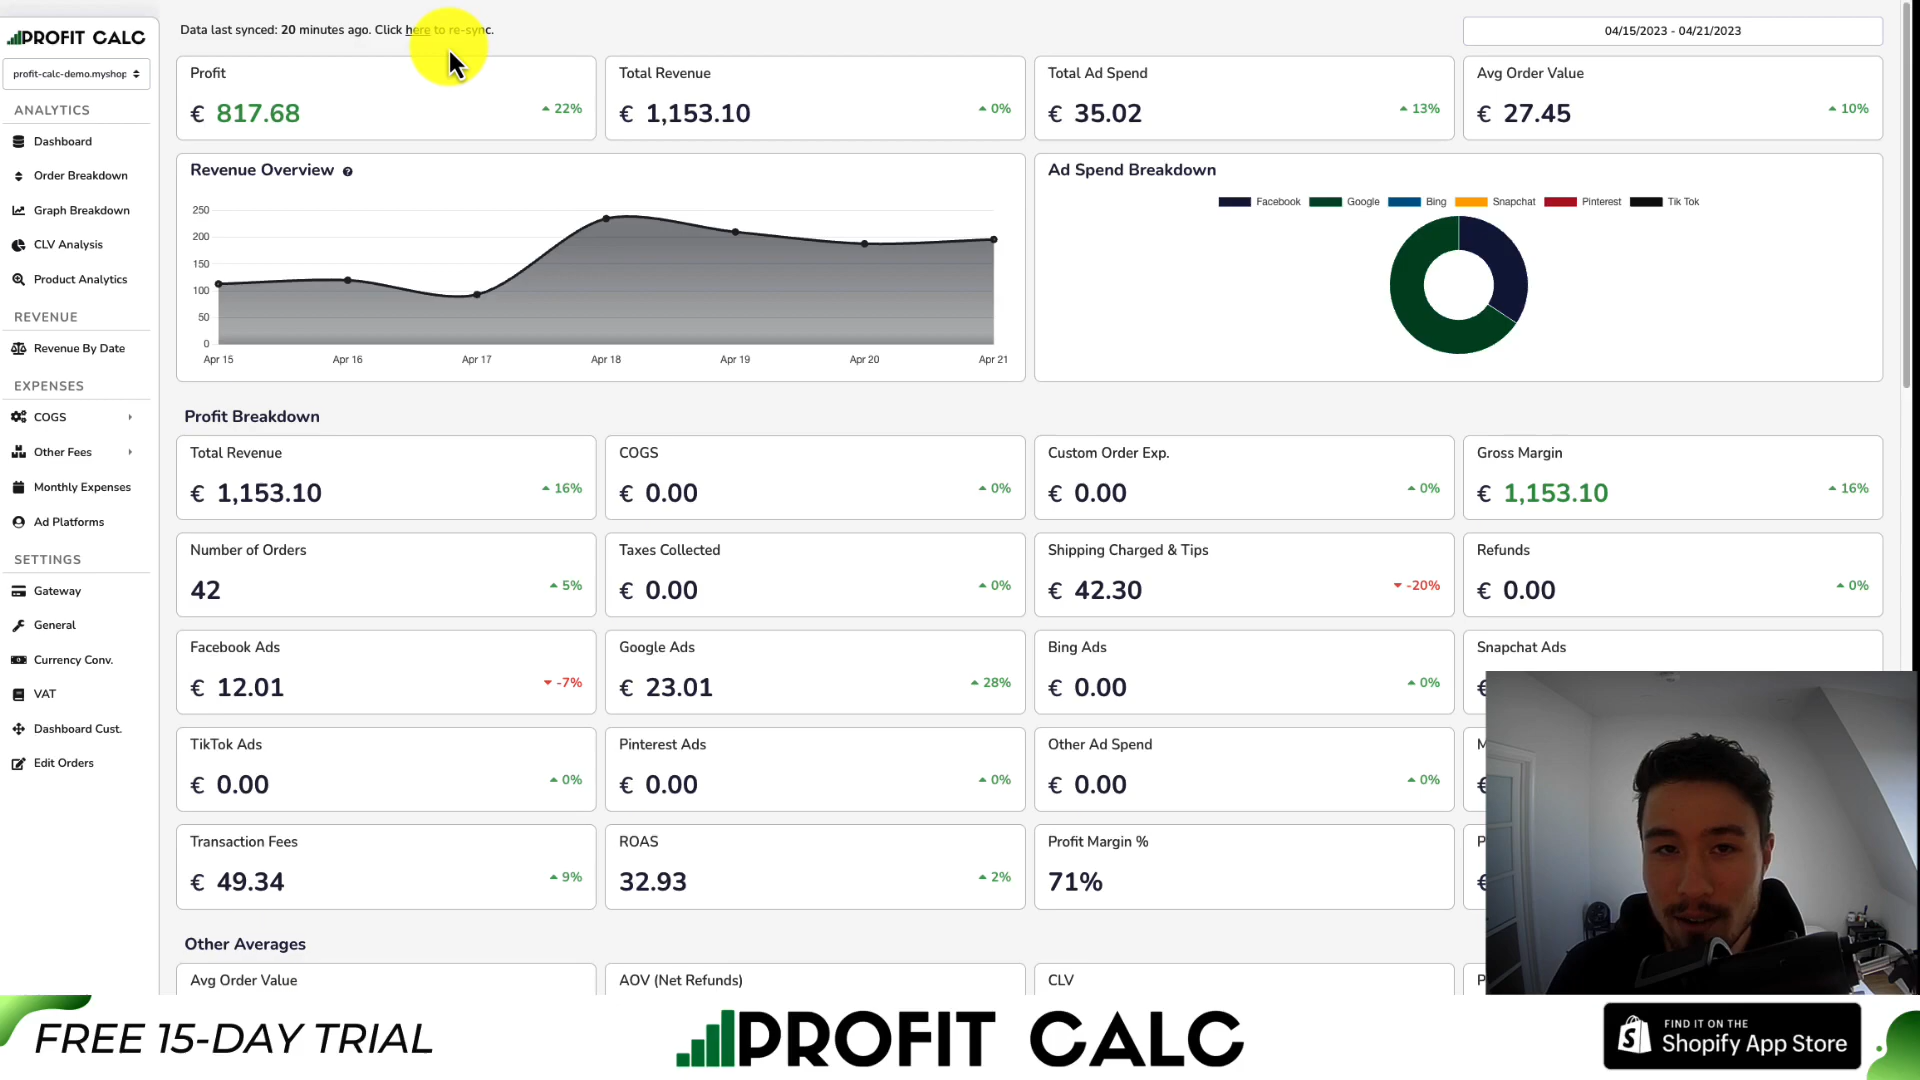 PROFIT CALC
profit-calc-demo.myshop
ANALYTICS
Dashboard
Order Breakdown
Graph Breakdown
CLV Analysis
Product Analytics
REVENUE
Revenue By Date
EXPENSES
COGS
Other Fees
Monthly Expenses
Ad Platforms
SETTINGS
Gateway
General
Currency Conv.
VAT
Dashboard Cust.
Edit Orders
Data last synced: 20 minutes ago. Click here to re-sync.
04/15/2023 - 04/21/2023
Profit
€ 817.68 22%
Total Revenue
€ 1,153.10 0%
Total Ad Spend
€ 35.02 13%
Avg Order Value
€ 27.45 10%
Revenue Overview ?
250
200
150
100
50
0
Apr 15 Apr 16 Apr 17 Apr 18 Apr 19 Apr 20 Apr 21
Ad Spend Breakdown
Facebook Google Bing Snapchat Pinterest Tik Tok
Profit Breakdown
Total Revenue
€ 1,153.10 16%
COGS
€ 0.00 0%
Custom Order Exp.
€ 0.00 0%
Gross Margin
€ 1,153.10 16%
Number of Orders
42 5%
Taxes Collected
€ 0.00 0%
Shipping Charged & Tips
€ 42.30 -20%
Refunds
€ 0.00 0%
Facebook Ads
€ 12.01 -7%
Google Ads
€ 23.01 28%
Bing Ads
€ 0.00 0%
Snapchat Ads
TikTok Ads
€ 0.00 0%
Pinterest Ads
€ 0.00 0%
Other Ad Spend
€ 0.00 0%
Transaction Fees
€ 49.34 9%
ROAS
32.93 2%
Profit Margin %
71%
Other Averages
Avg Order Value
AOV (Net Refunds)
CLV
FREE 15-DAY TRIAL
PROFIT CALC
FIND IT ON THE
Shopify App Store